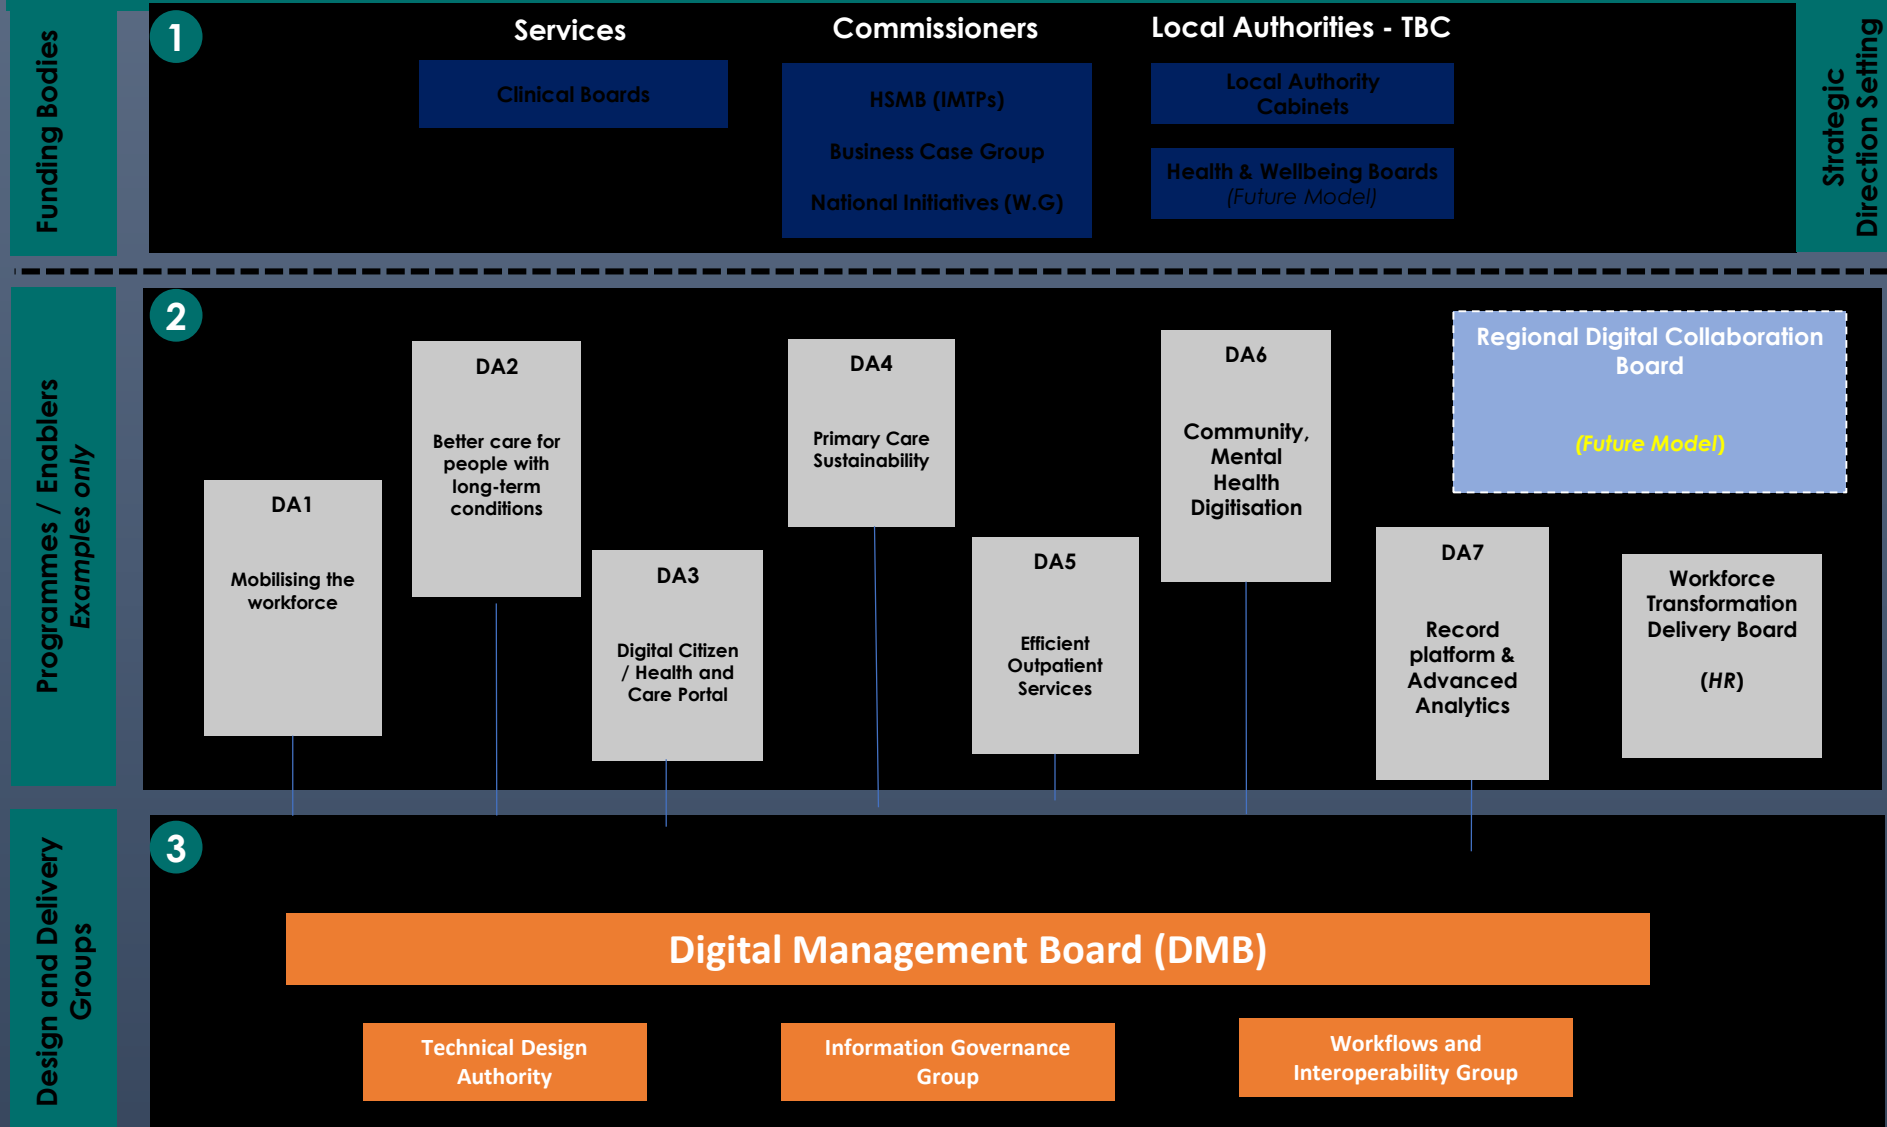 Funding Bodies
1
Services
Clinical Boards
Commissioners
HSMB (IMTPs)
Business Case Group
National Initiatives (W.G)
Local Authorities - TBC
Local Authority
Cabinets
Health & Wellbeing Boards
(Future Model)
Strategic
Direction Setting
Programmes / Enablers
Examples only
2
DA1
Mobilising the
workforce
DA2
Better care for
people with
long-term
conditions
DA3
Digital Citizen
/ Health and
Care Portal
DA4
Primary Care
Sustainability
DA5
Efficient
Outpatient
Services
DA6
Community,
Mental
Health
Digitisation
Regional Digital Collaboration
Board
(Future Model)
DA7
Record
platform &
Advanced
Analytics
Workforce
Transformation
Delivery Board
(HR)
Design and Delivery
Groups
3
Digital Management Board (DMB)
Technical Design
Authority
Information Governance
Group
Workflows and
Interoperability Group